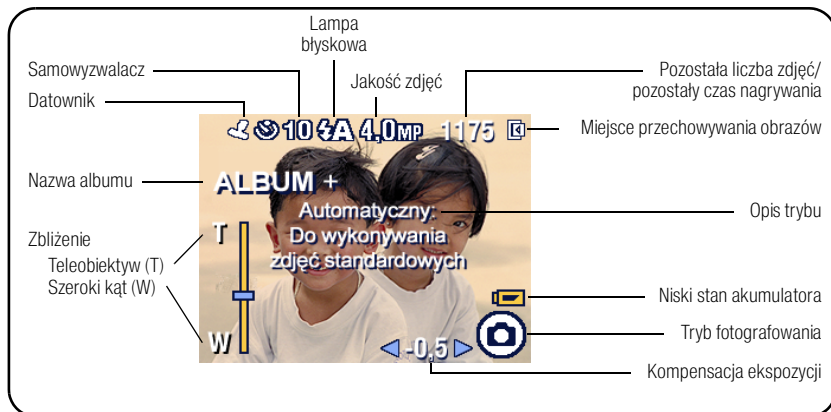 Lampa
błyskowa
Samowyzwalacz
Jakość zdjęć
Pozostała liczba zdjęć/
pozostały czas nagrywania
Datownik
10 A 4,0MP 1175
Miejsce przechowywania obrazów
Nazwa albumu
ALBUM +
Automatyczny:
Do wykonywania
zdjęć standardowych
Opis trybu
Zbliżenie
Teleobiektyw (T)
Szeroki kąt (W)
T
W
Niski stan akumulatora
Tryb fotografowania
-0,5
Kompensacja ekspozycji